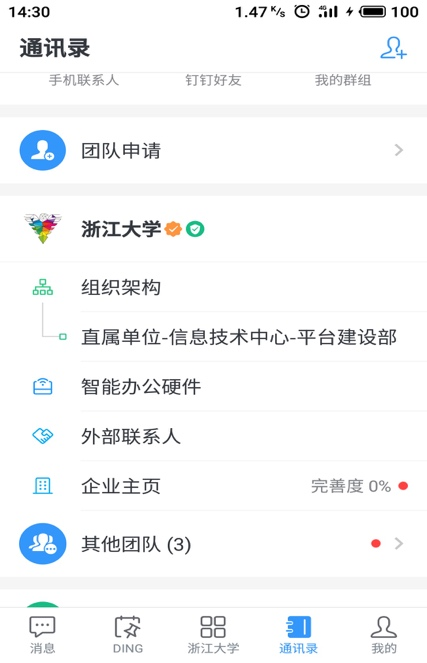 14:30
1.47 K/s 4G 100
通讯录
手机联系人 钉钉好友 我的群组
团队申请
浙江大学
组织架构
直属单位-信息技术中心-平台建设部
智能办公硬件
外部联系人
企业主页 完善度 0%
其他团队 (3)
消息 DING 浙江大学 通讯录 我的